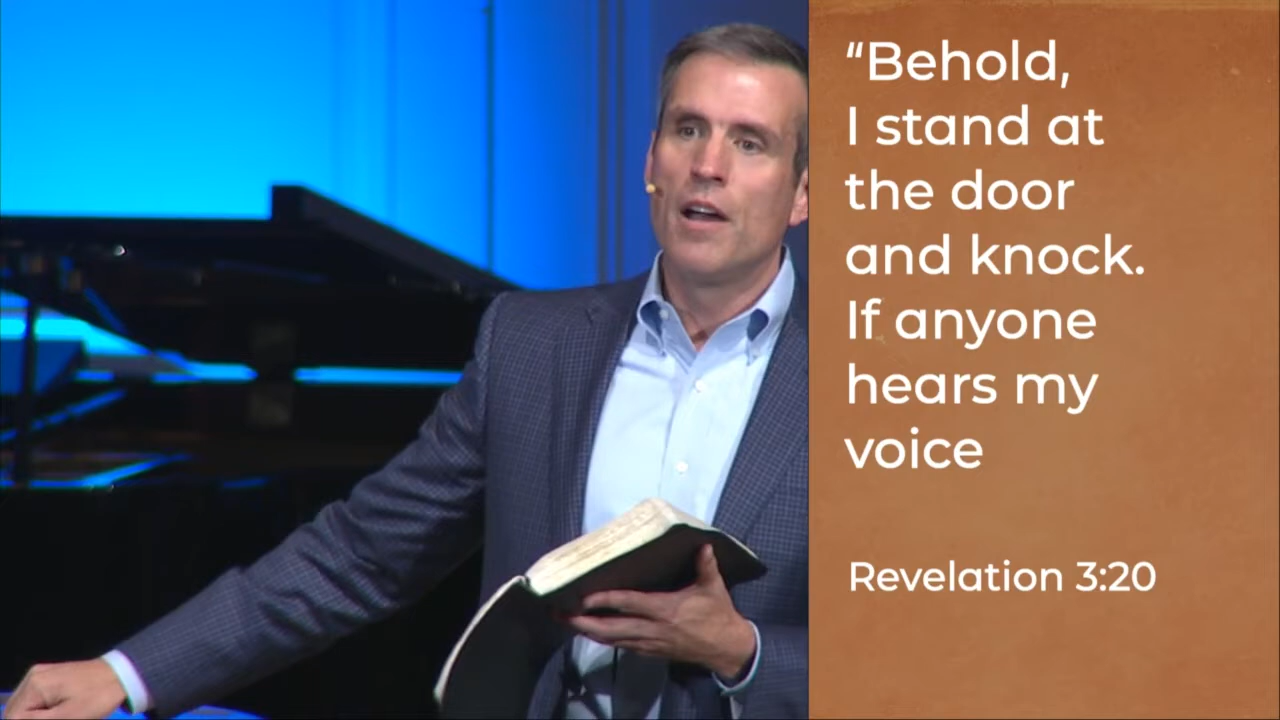 “Behold,
I stand at
the door
and knock.
If anyone
hears my
voice
Revelation 3:20